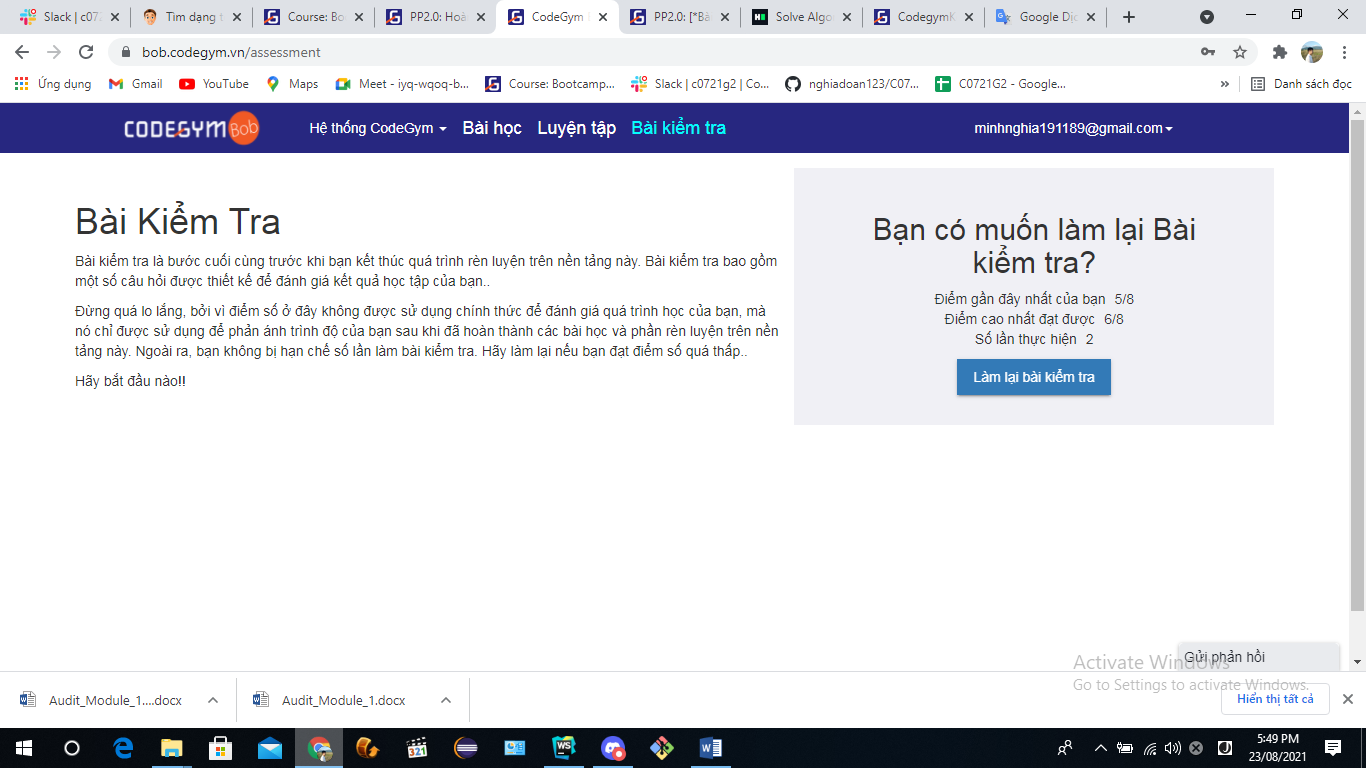 Slack | c07
Tìm dạng t
Course: Bo
PP2.0: Hoà
CodeGym
PP2.0: [*Bà
Solve Algo
CodegymK
Google Dịc
bob.codegym.vn/assessment
Ứng dụng
Gmail
YouTube
Maps
Meet - iyq-wqoq-b...
Course: Bootcamp...
Slack | c0721g2 | Co...
nghiadoan123/C07...
C0721G2 - Google...
»
Danh sách đọc
CODEGYM Bob
Hệ thống CodeGym
Bài học
Luyện tập
Bài kiểm tra
minhnghia191189@gmail.com
Bài Kiểm Tra
Bài kiểm tra là bước cuối cùng trước khi bạn kết thúc quá trình rèn luyện trên nền tảng này. Bài kiểm tra bao gồm
một số câu hỏi được thiết kế để đánh giá kết quả học tập của bạn..
Đừng quá lo lắng, bởi vì điểm số ở đây không được sử dụng chính thức để đánh giá quá trình học của bạn, mà
nó chỉ được sử dụng để phản ánh trình độ của bạn sau khi đã hoàn thành các bài học và phần rèn luyện trên nền
tảng này. Ngoài ra, bạn không bị hạn chế số lần làm bài kiểm tra. Hãy làm lại nếu bạn đạt điểm số quá thấp..
Hãy bắt đầu nào!!
Bạn có muốn làm lại Bài
kiểm tra?
Điểm gần đây nhất của bạn 5/8
Điểm cao nhất đạt được 6/8
Số lần thực hiện 2
Làm lại bài kiểm tra
Gửi phản hồi
Activate Windows
Go to Settings to activate Windows.
Audit_Module_1....docx
Audit_Module_1.docx
Hiển thị tất cả
321
WS
5:49 PM
23/08/2021